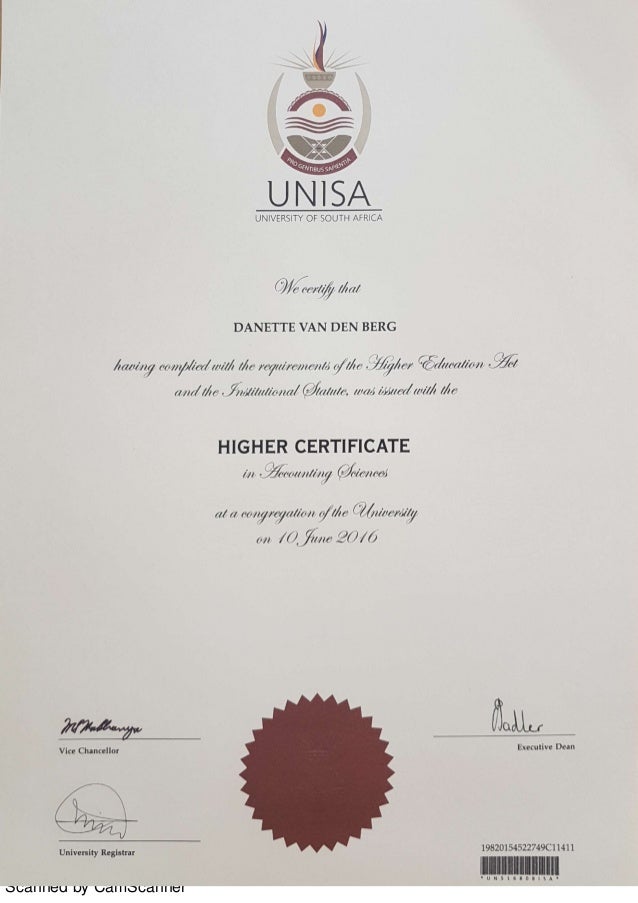 PRO GENTIBUS SAPIENTIA
UNISA
UNIVERSITY OF SOUTH AFRICA
We certify that
DANETTE VAN DEN BERG
having complied with the requirements of the Higher Education Act
and the Institutional Statute, was issued with the
HIGHER CERTIFICATE
in Accounting Sciences
at a congregation of the University
on 10 June 2016
Vice Chancellor
Executive Dean
University Registrar
19820154522749C11411
Scanned by CamScanner